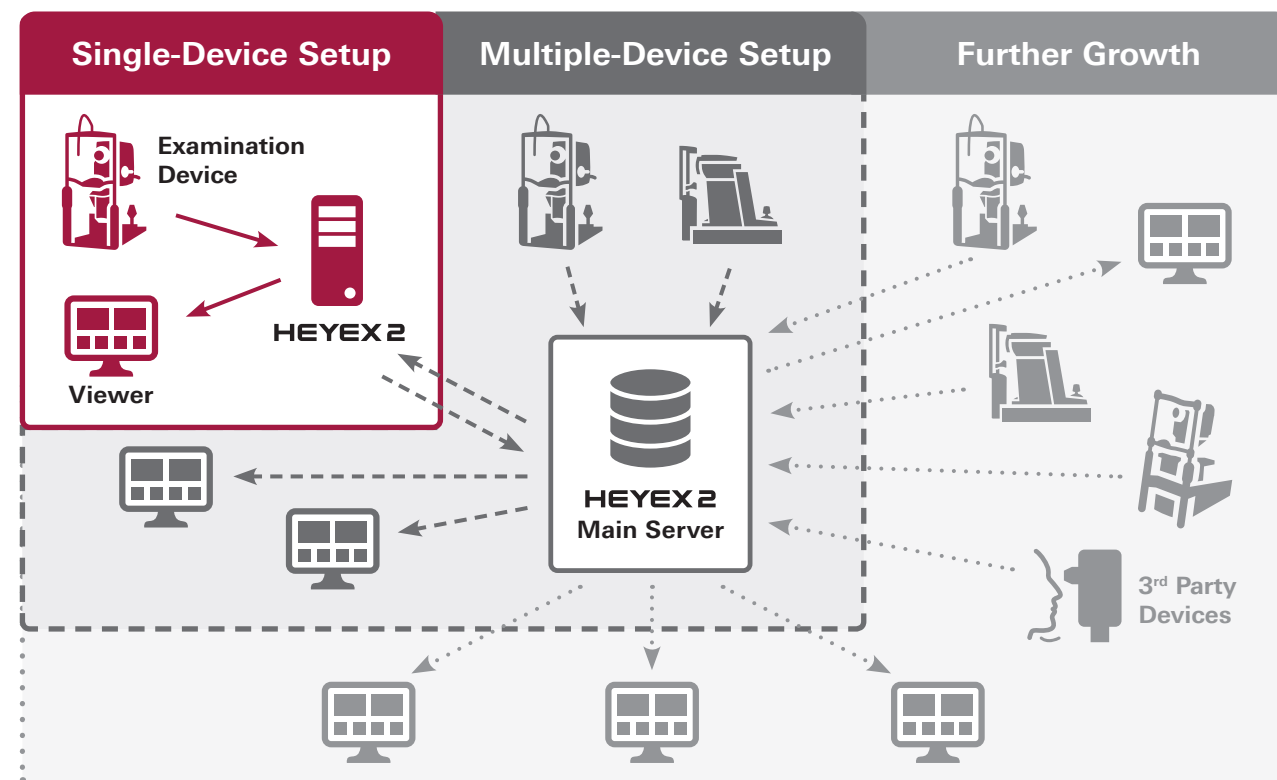 Single-Device Setup
Multiple-Device Setup
Further Growth
Examination
Device
HEYEX 2
Viewer
HEYEX 2
Main Server
3rd Party
Devices